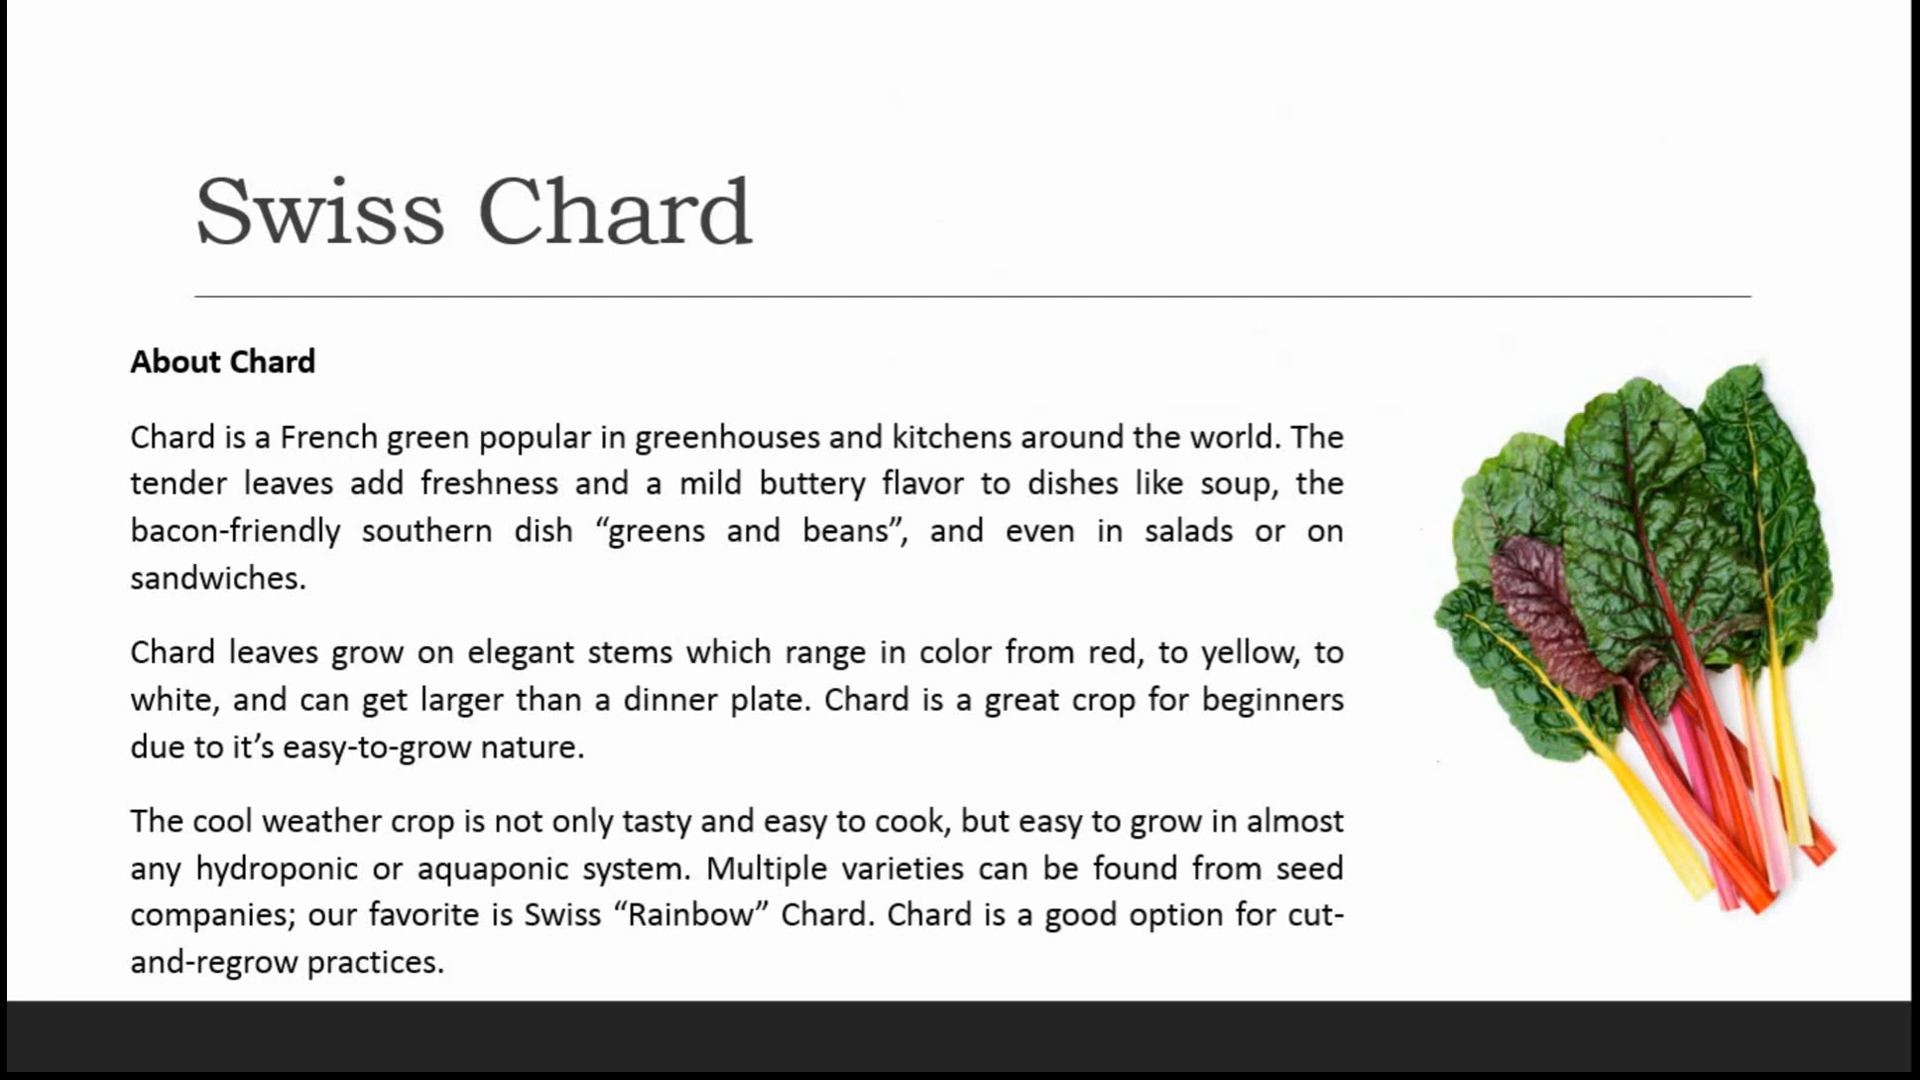 Swiss Chard
About Chard
Chard is a French green popular in greenhouses and kitchens around the world. The
tender leaves add freshness and a mild buttery flavor to dishes like soup, the
bacon-friendly southern dish “greens and beans”, and even in salads or on
sandwiches.
Chard leaves grow on elegant stems which range in color from red, to yellow, to
white, and can get larger than a dinner plate. Chard is a great crop for beginners
due to it’s easy-to-grow nature.
The cool weather crop is not only tasty and easy to cook, but easy to grow in almost
any hydroponic or aquaponic system. Multiple varieties can be found from seed
companies; our favorite is Swiss “Rainbow” Chard. Chard is a good option for cut-
and-regrow practices.